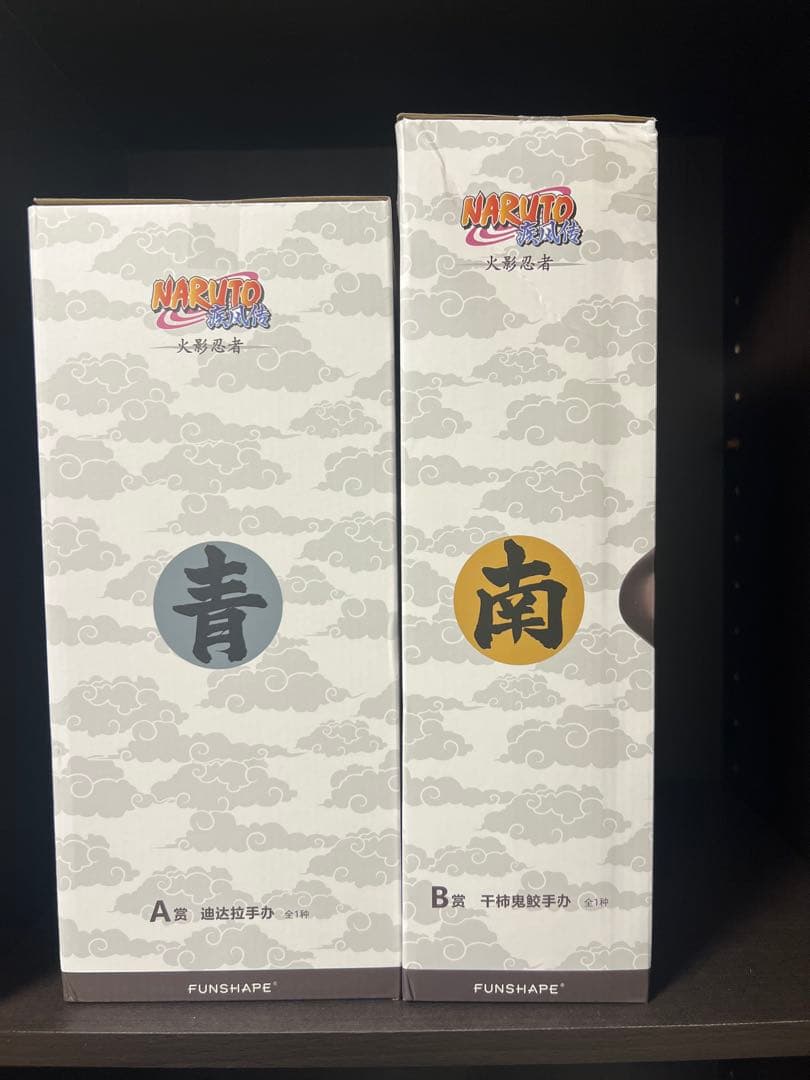 NARUTO
疾风传
火影忍者
青
A赏 迪达拉手办 全1种
FUNSHAPE®
NARUTO
疾风传
火影忍者
南
B赏 干柿鬼鲛手办 全1种
FUNSHAPE®